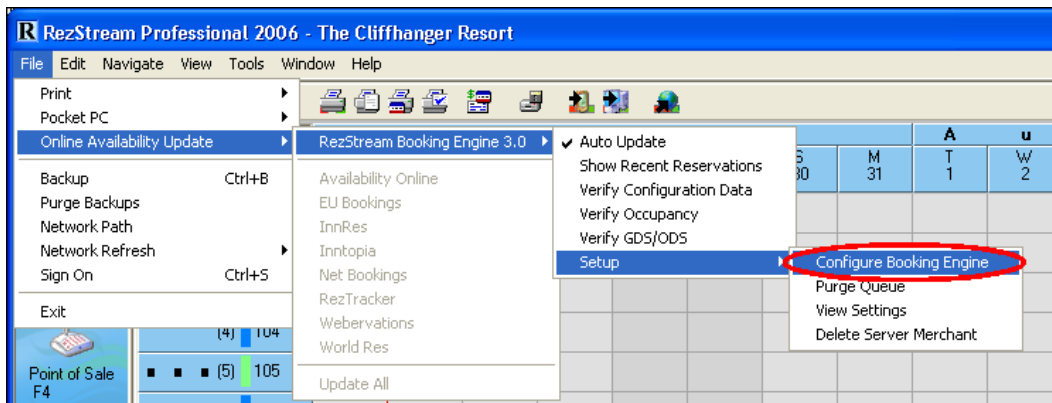 R RezStream Professional 2006 - The Cliffhanger Resort
File Edit Navigate View Tools Window Help
Print
Pocket PC
Online Availability Update
Backup Ctrl+B
Purge Backups
Network Path
Network Refresh
Sign On Ctrl+S
Exit
RezStream Booking Engine 3.0
Availability Online
EU Bookings
InnRes
Inntopia
Net Bookings
RezTracker
Webervations
World Res
Update All
✓ Auto Update
Show Recent Reservations
Verify Configuration Data
Verify Occupancy
Verify GDS/ODS
Setup
Configure Booking Engine
Purge Queue
View Settings
Delete Server Merchant
A u
M T W
31 1 2
(4) 104
(5) 105
Point of Sale
F4